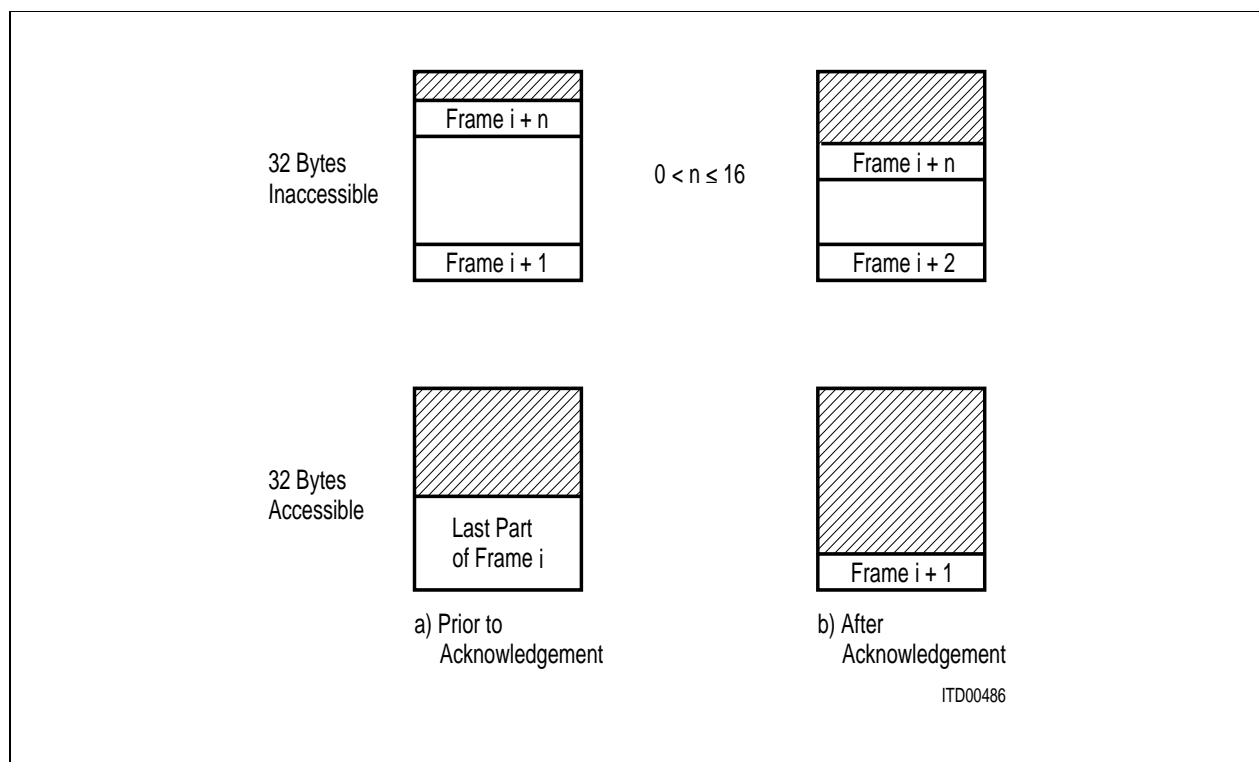 Frame i + n
Frame i + n
32 Bytes
Inaccessible
0 < n ≤ 16
Frame i + 1
Frame i + 2
32 Bytes
Accessible
Last Part
of Frame i
Frame i + 1
a) Prior to
Acknowledgement
b) After
Acknowledgement
ITD00486